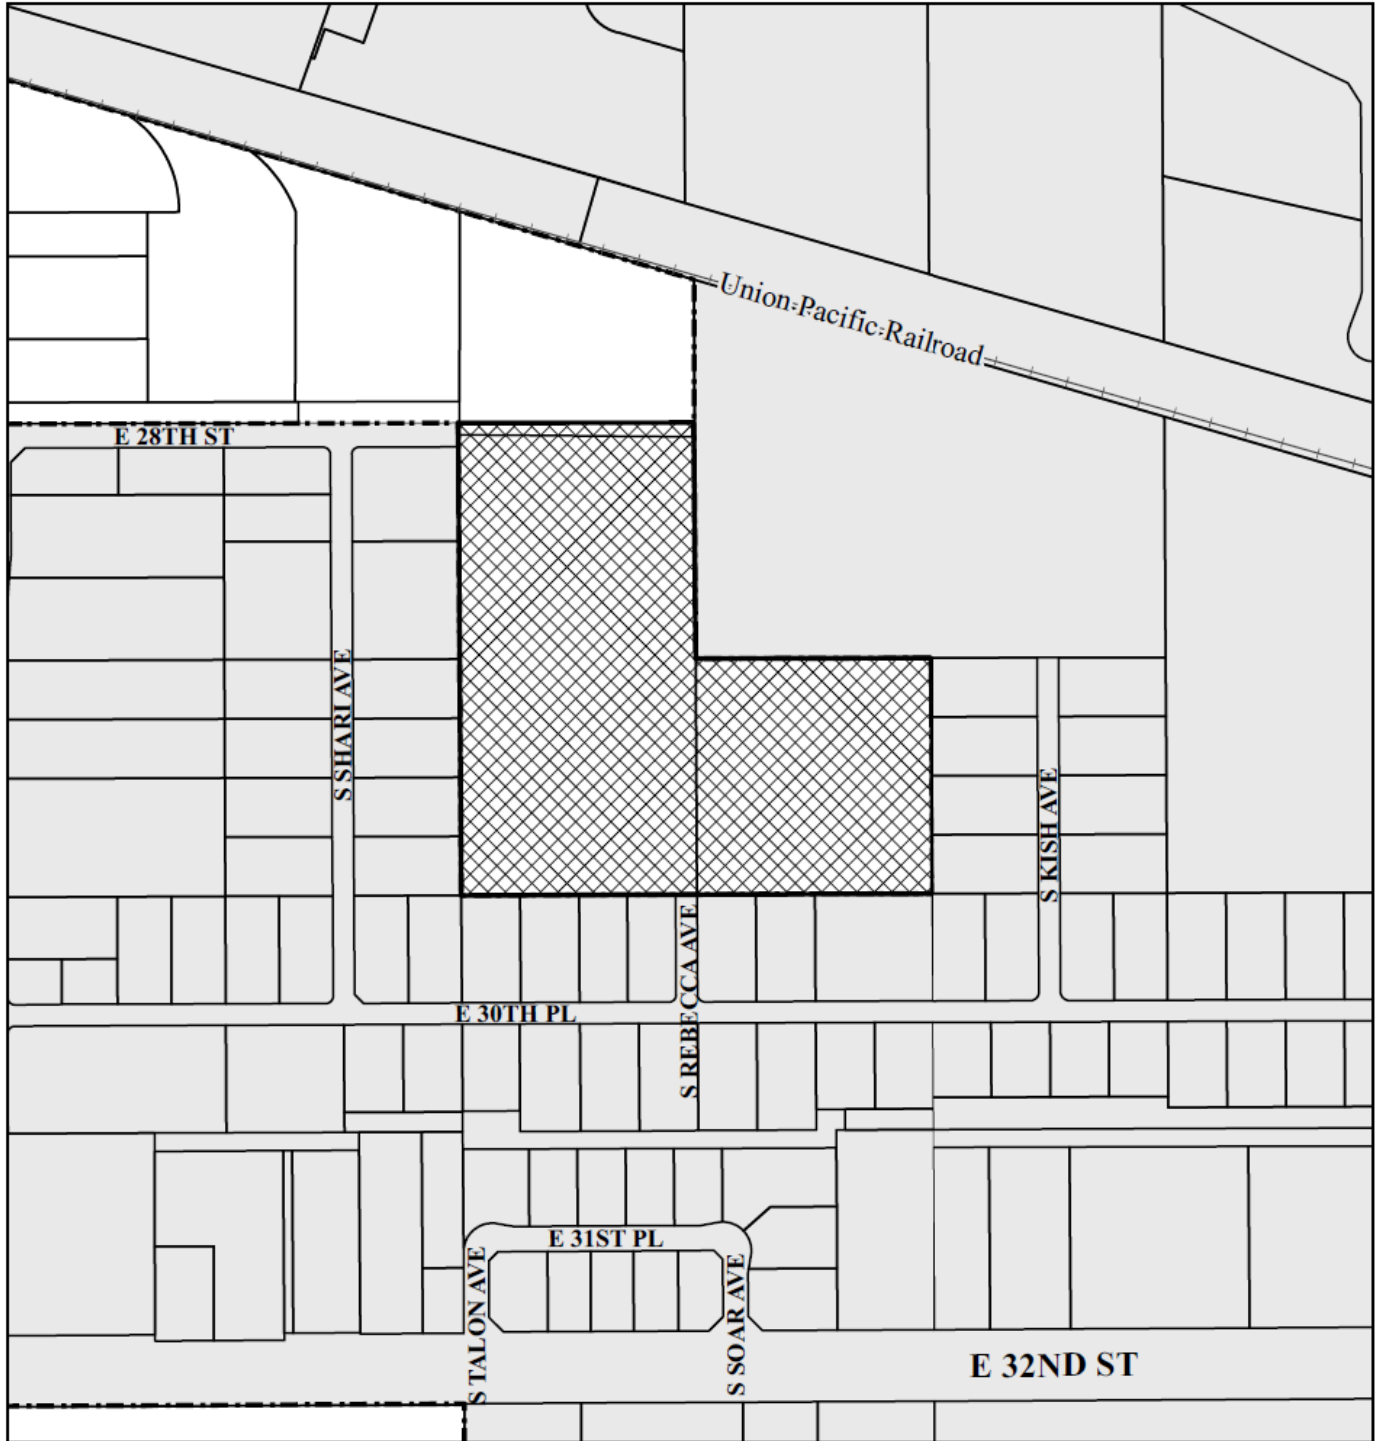 Union Pacific Railroad
E 28TH ST
S SHARI AVE
S KISH AVE
S REBECCA AVE
E 30TH PL
E 31ST PL
S TALON AVE
S SOAR AVE
E 32ND ST